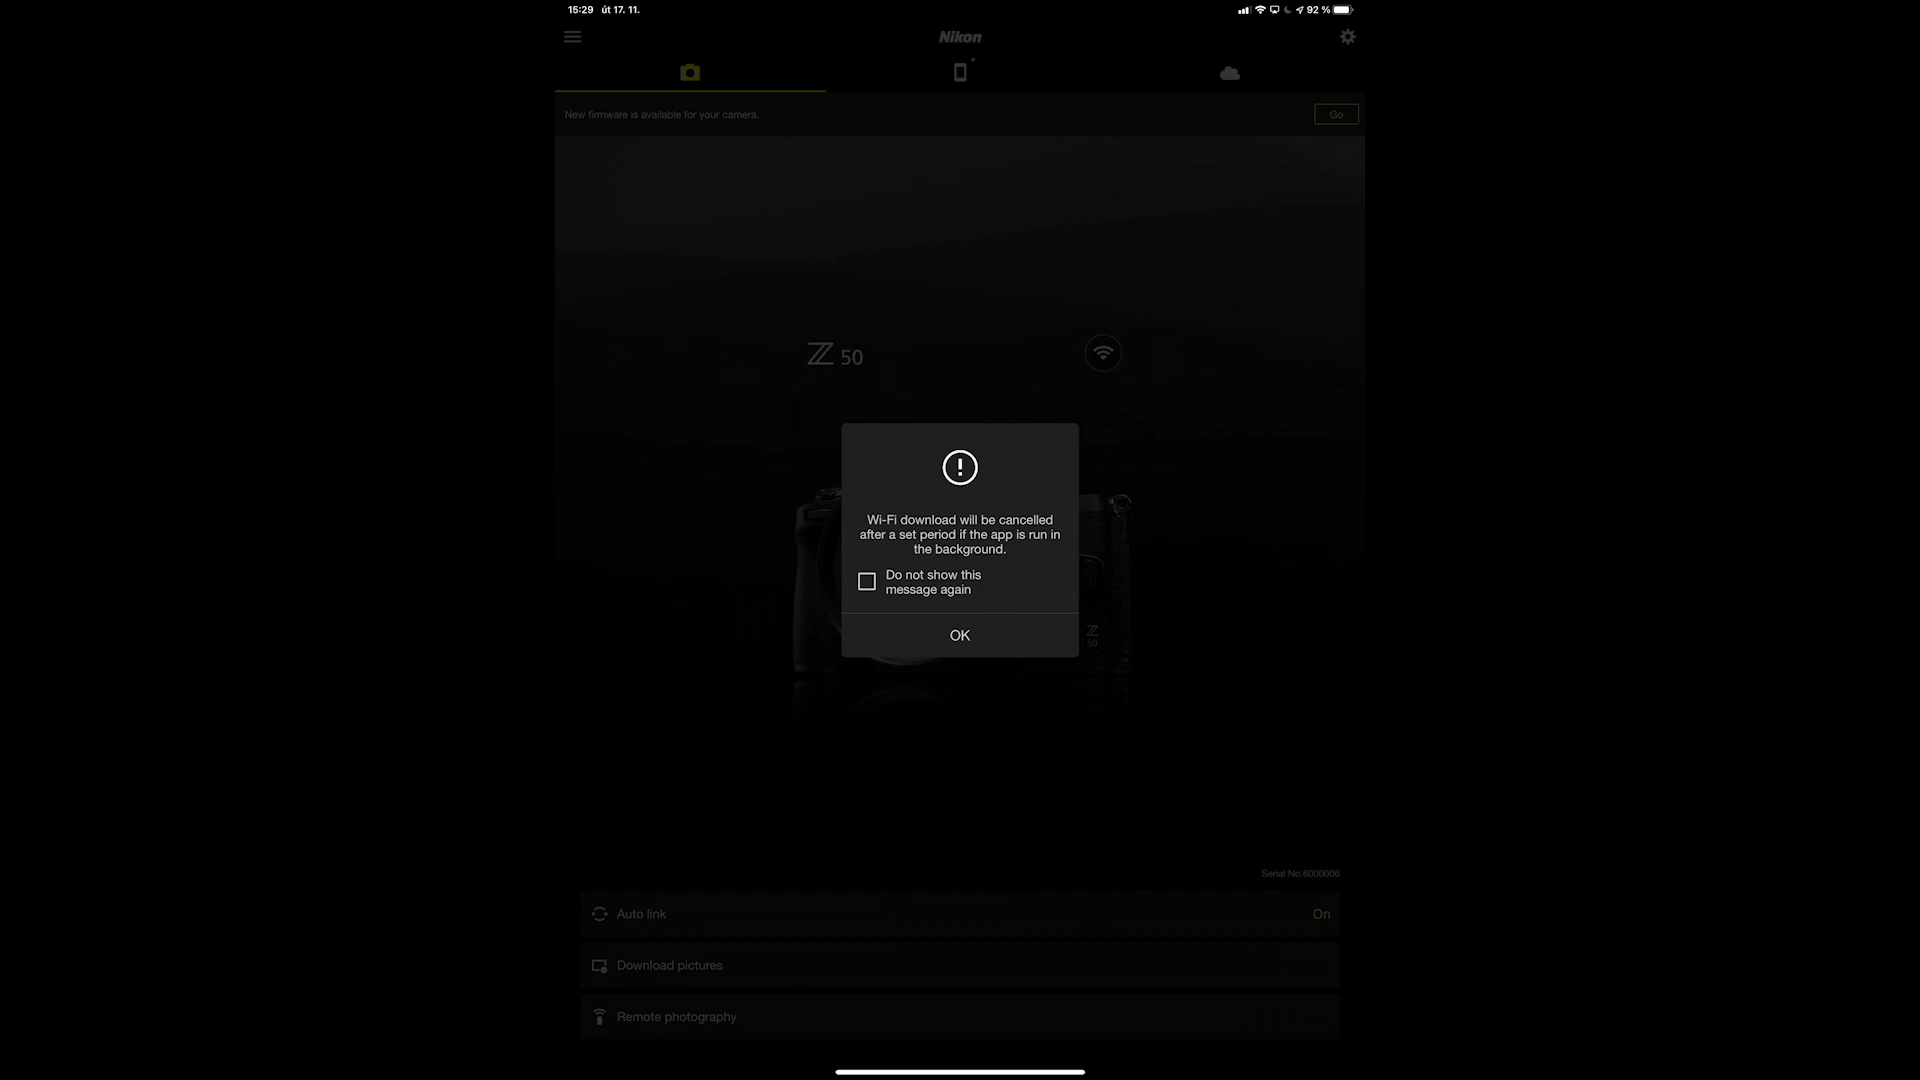 15:29 út 17. 11.
92 %
Nikon
New firmware is available for your camera.
Go
Z 50
Wi-Fi download will be cancelled
after a set period if the app is run in
the background.
Do not show this
message again
OK
Z
50
Serial No.6000006
Auto link
On
Download pictures
Remote photography